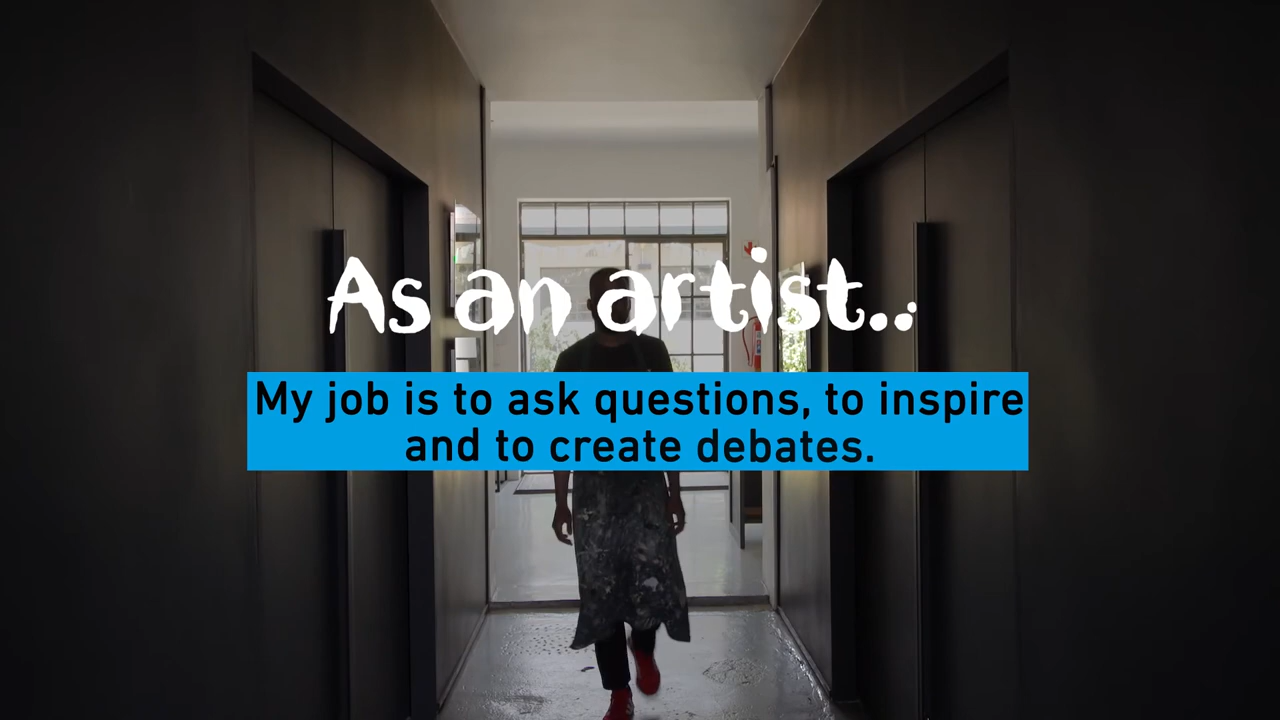 As an artist...
My job is to ask questions, to inspire
and to create debates.